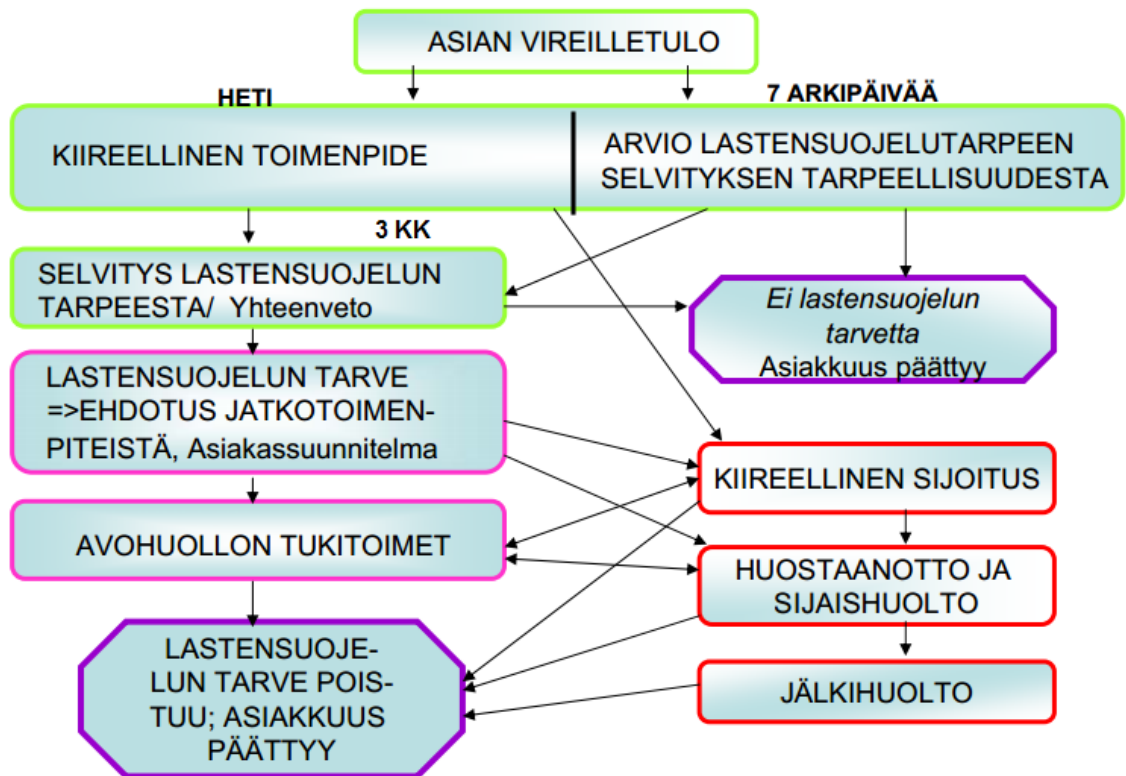 ASIAN VIREILLETULO
HETI
7 ARKIPÄIVÄÄ
KIIREELLINEN TOIMENPIDE
ARVIO LASTENSUOJELUTARPEEN
SELVITYKSEN TARPEELLISUUDESTA
3 KK
SELVITYS LASTENSUOJELUN
TARPEESTA/ Yhteenveto
Ei lastensuojelun
tarvetta
Asiakkuus päättyy
LASTENSUOJELUN TARVE
=>EHDOTUS JATKOTOIMEN-
PITEISTÄ, Asiakassuunnitelma
KIIREELLINEN SIJOITUS
AVOHUOLLON TUKITOIMET
HUOSTAANOTTO JA
SIJAISHUOLTO
LASTENSUOJE-
LUN TARVE POIS-
TUU; ASIAKKUUS
PÄÄTTYY
JÄLKIHUOLTO